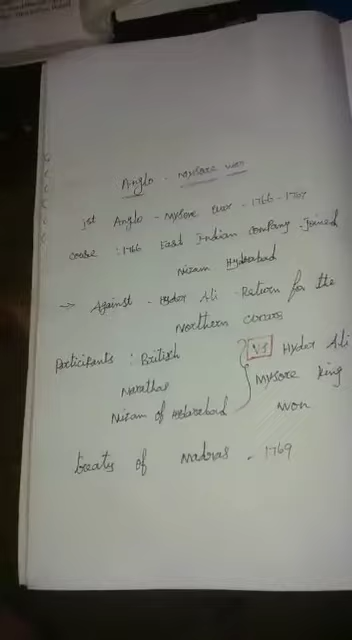 Anglo - Mysore war
1st Anglo - Mysore war - 1766 - 1769
cause : 1766 East Indian Company Joined
Nizam Hyderabad
→ Against - Hyder Ali - Return for the
Northern
Participants : British
VS Hyder Ali
Marathas
Mysore King
Nizam of Hyderabad
won
treaty of Madras - 1769